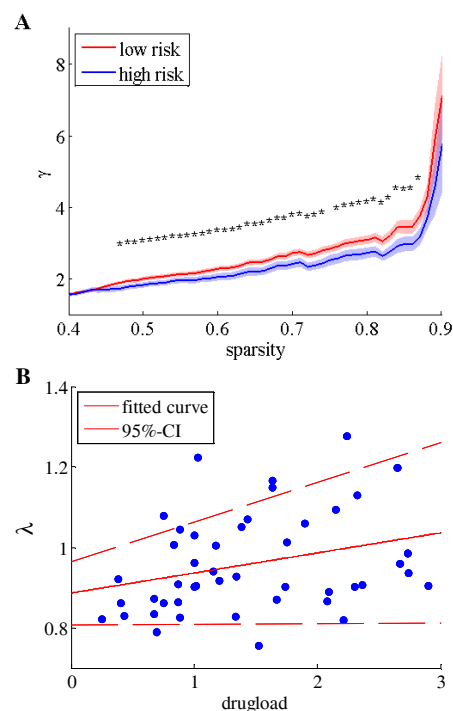 A
low risk
high risk
8
6
4
2
γ
0.4 0.5 0.6 0.7 0.8 0.9
sparsity
B
fitted curve
95%-CI
1.4
1.2
1
0.8
λ
0 1 2 3
drugload